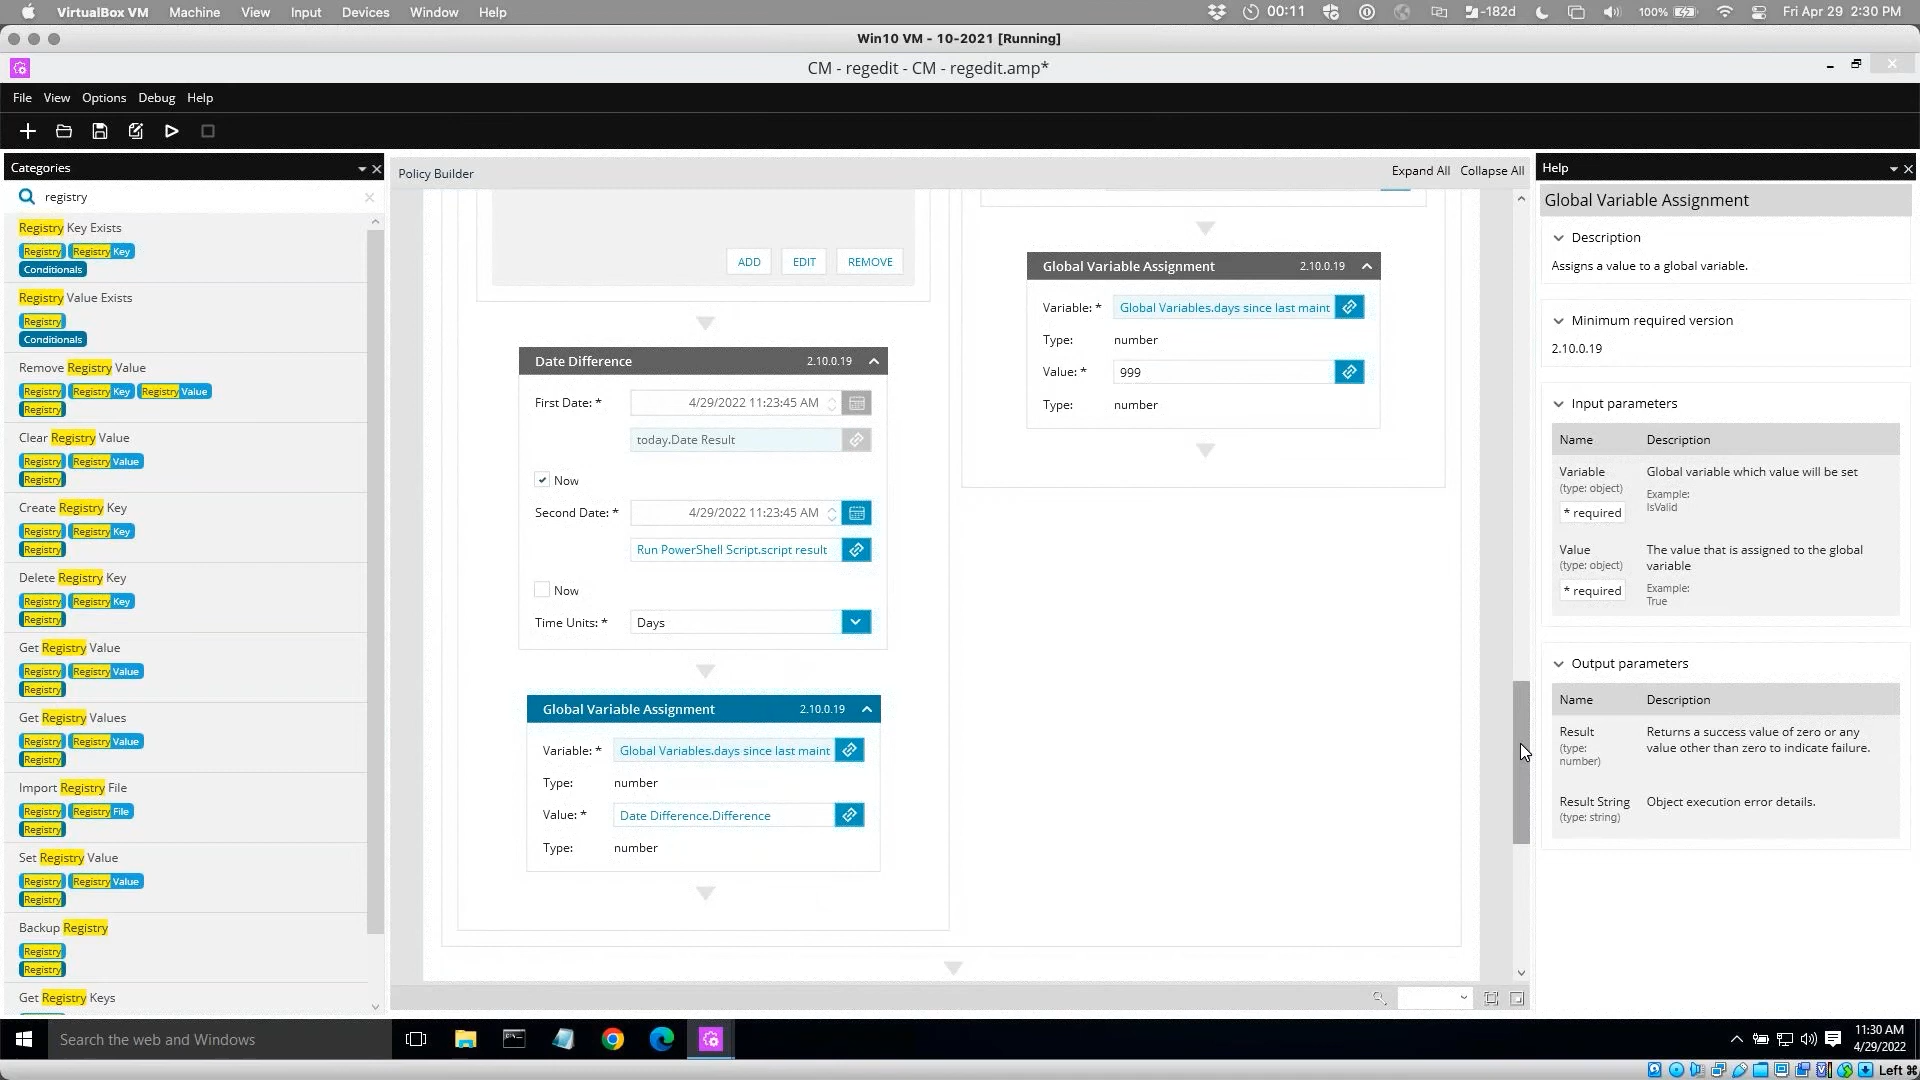 VirtualBox VM Machine View Input Devices Window Help 00:11 -182d 100% Fri Apr 29 2:30 PM
Win10 VM - 10-2021 [Running]
CM - regedit - CM - regedit.amp*
File View Options Debug Help
Categories
registry
Registry Key Exists
Registry Registry Key
Conditionals
Registry Value Exists
Registry
Conditionals
Remove Registry Value
Registry Registry Key Registry Value
Registry
Clear Registry Value
Registry Registry Value
Registry
Create Registry Key
Registry Registry Key
Registry
Delete Registry Key
Registry Registry Key
Registry
Get Registry Value
Registry Registry Value
Registry
Get Registry Values
Registry Registry Value
Registry
Import Registry File
Registry Registry File
Registry
Set Registry Value
Registry Registry Value
Registry
Backup Registry
Registry
Registry
Get Registry Keys
Policy Builder
Expand All Collapse All
ADD EDIT REMOVE
Date Difference 2.10.0.19
First Date: * 4/29/2022 11:23:45 AM
today.Date Result
Now
Second Date: * 4/29/2022 11:23:45 AM
Run PowerShell Script.script result
Now
Time Units: * Days
Global Variable Assignment 2.10.0.19
Variable: * Global Variables.days since last maint
Type: number
Value: * Date Difference.Difference
Type: number
Global Variable Assignment 2.10.0.19
Variable: * Global Variables.days since last maint
Type: number
Value: * 999
Type: number
Help
Global Variable Assignment
Description
Assigns a value to a global variable.
Minimum required version
2.10.0.19
Input parameters
Name Description
Variable
(type: object)
* required
Global variable which value will be set
Example:
IsValid
Value
(type: object)
* required
The value that is assigned to the global
variable
Example:
True
Output parameters
Name Description
Result
(type:
number)
Returns a success value of zero or any
value other than zero to indicate failure.
Result String
(type: string)
Object execution error details.
Search the web and Windows
11:30 AM
4/29/2022
Left ⌘